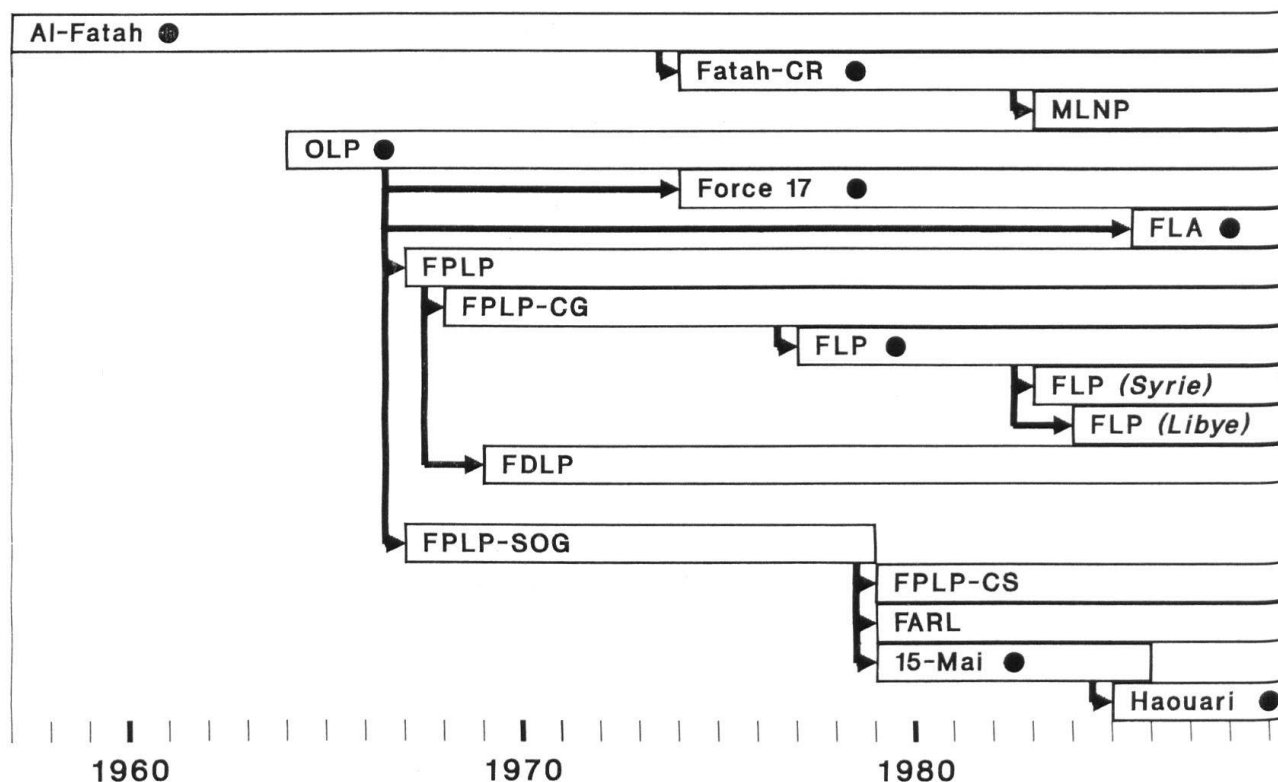 Al-Fatah
Fatah-CR
MLNP
OLP
Force 17
FLA
FPLP
FPLP-CG
FLP
FLP (Syrie)
FLP (Libye)
FDLP
FPLP-SOG
FPLP-CS
FARL
15-Mai
Haouari
1960 1970 1980